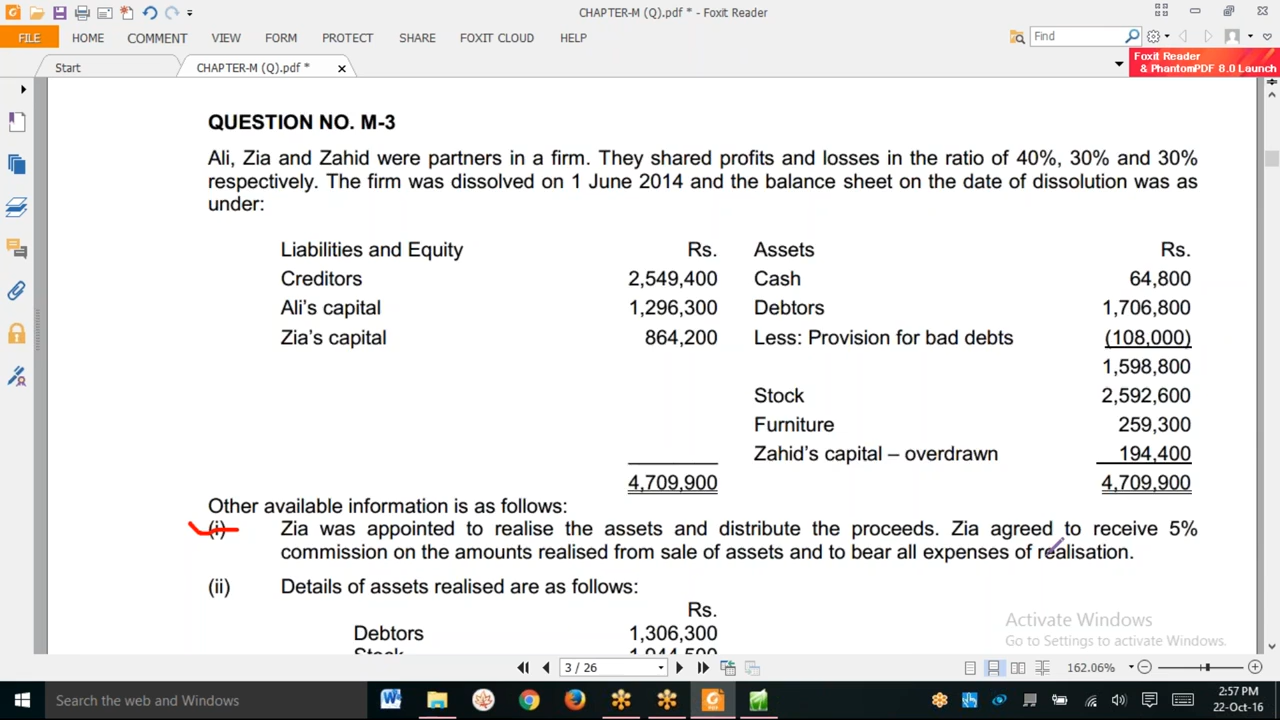 CHAPTER-M (Q).pdf * - Foxit Reader
FILE HOME COMMENT VIEW FORM PROTECT SHARE FOXIT CLOUD HELP Find
Start CHAPTER-M (Q).pdf * Foxit Reader
& PhantomPDF 8.0 Launch
QUESTION NO. M-3
Ali, Zia and Zahid were partners in a firm. They shared profits and losses in the ratio of 40%, 30% and 30%
respectively. The firm was dissolved on 1 June 2014 and the balance sheet on the date of dissolution was as
under:
Liabilities and Equity Rs. Assets Rs.
Creditors 2,549,400 Cash 64,800
Ali's capital 1,296,300 Debtors 1,706,800
Zia's capital 864,200 Less: Provision for bad debts (108,000)
1,598,800
Stock 2,592,600
Furniture 259,300
Zahid's capital – overdrawn 194,400
4,709,900 4,709,900
Other available information is as follows:
(i) Zia was appointed to realise the assets and distribute the proceeds. Zia agreed to receive 5%
commission on the amounts realised from sale of assets and to bear all expenses of realisation.
(ii) Details of assets realised are as follows:
Rs.
Debtors 1,306,300
Stock 1,944,500
Activate Windows
Go to Settings to activate Windows.
3 / 26 162.06%
Search the web and Windows 2:57 PM
22-Oct-16